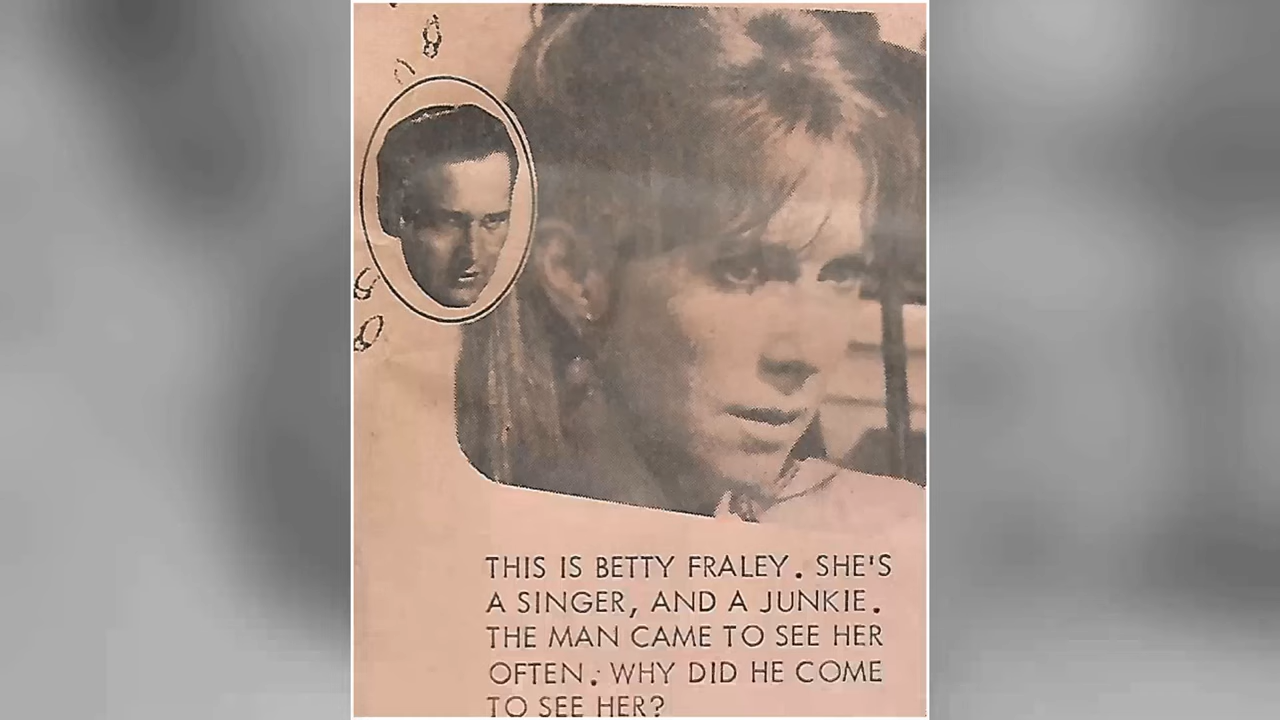 THIS IS BETTY FRALEY. SHE'S
A SINGER, AND A JUNKIE.
THE MAN CAME TO SEE HER
OFTEN. WHY DID HE COME
TO SEE HER?